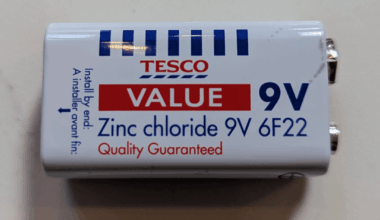 TESCO
VALUE 9V
Zinc chloride 9V 6F22
Quality Guaranteed
Install by end:
A installer avant fin: